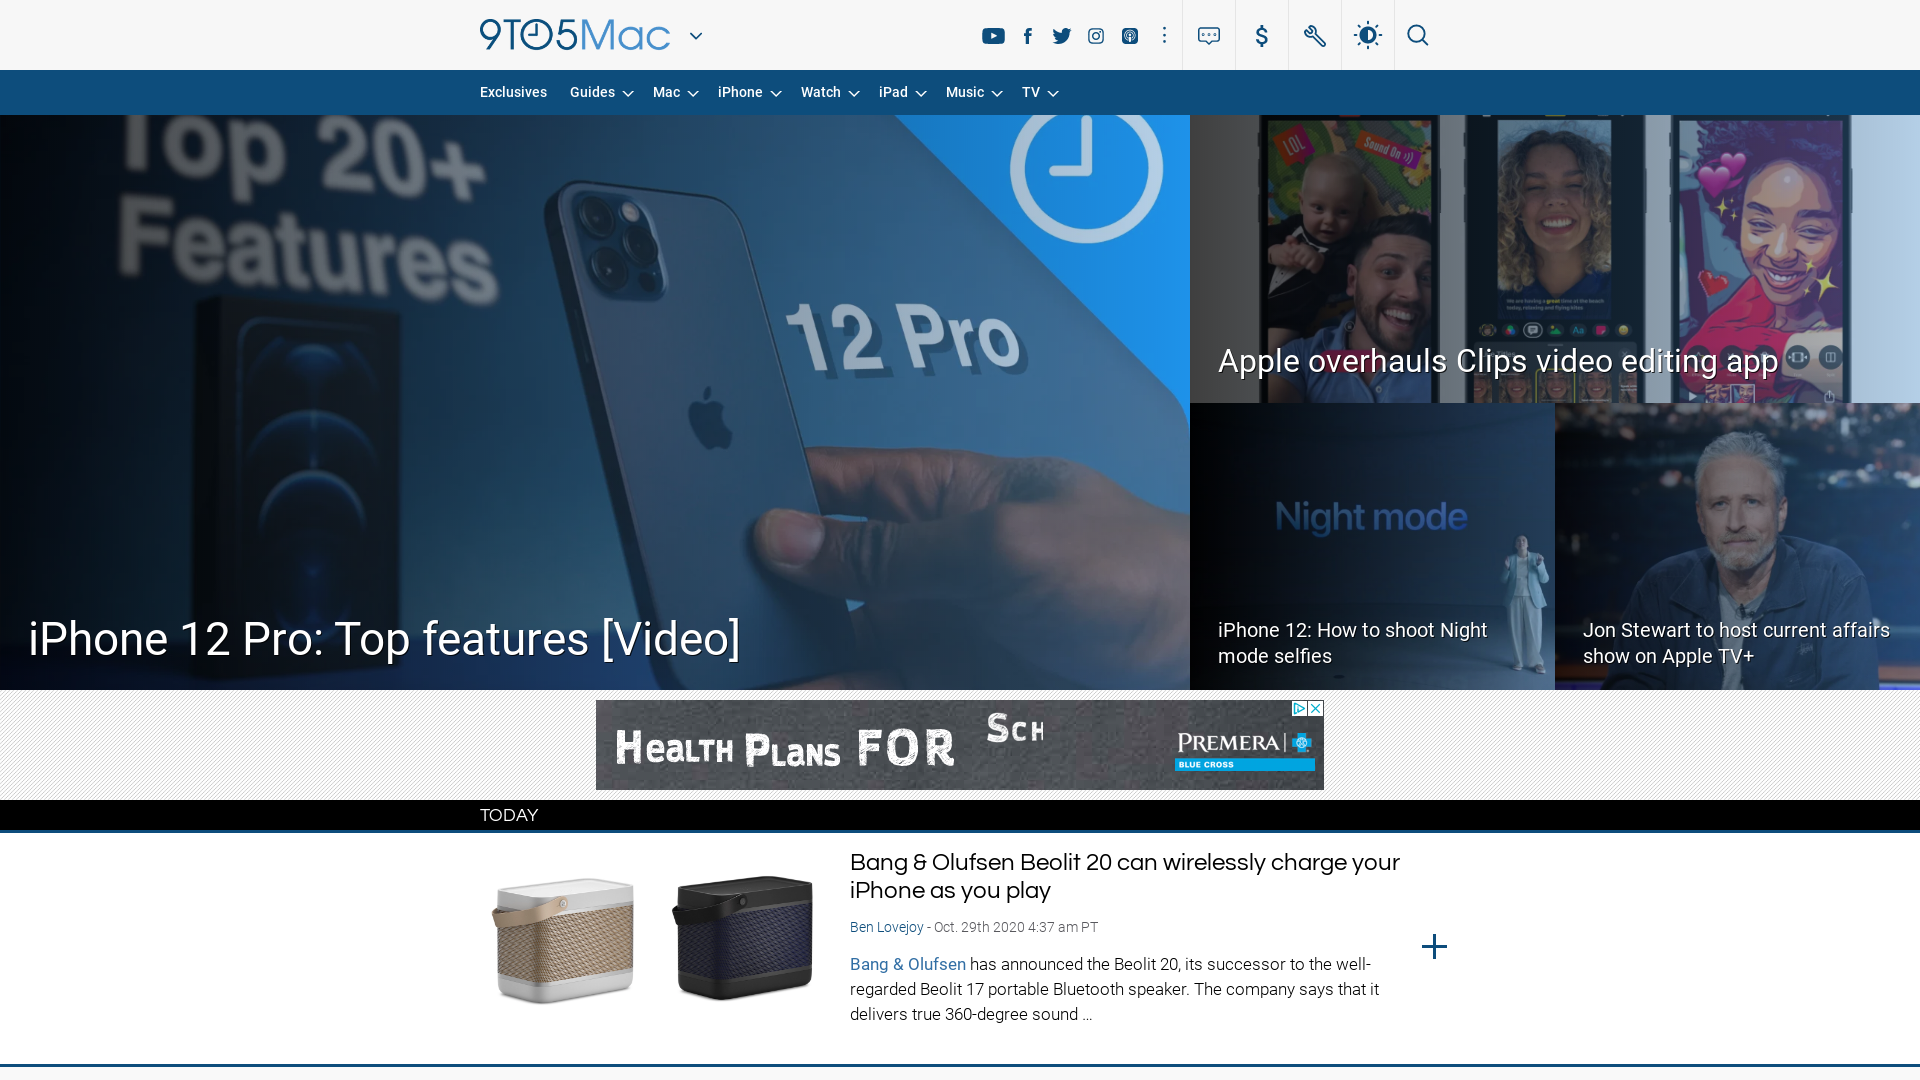 9TO5Mac
Exclusives
Guides
Mac
iPhone
Watch
iPad
Music
TV
Top 20+
Features
12 Pro
iPhone 12 Pro: Top features [Video]
LOL
Sound On
Apple overhauls Clips video editing app
Night mode
iPhone 12: How to shoot Night
mode selfies
Jon Stewart to host current affairs
show on Apple TV+
HEALTH PLANS FOR SCH
PREMERA
BLUE CROSS
TODAY
Bang & Olufsen Beolit 20 can wirelessly charge your
iPhone as you play
Ben Lovejoy - Oct. 29th 2020 4:37 am PT
Bang & Olufsen has announced the Beolit 20, its successor to the well-
regarded Beolit 17 portable Bluetooth speaker. The company says that it
delivers true 360-degree sound ...